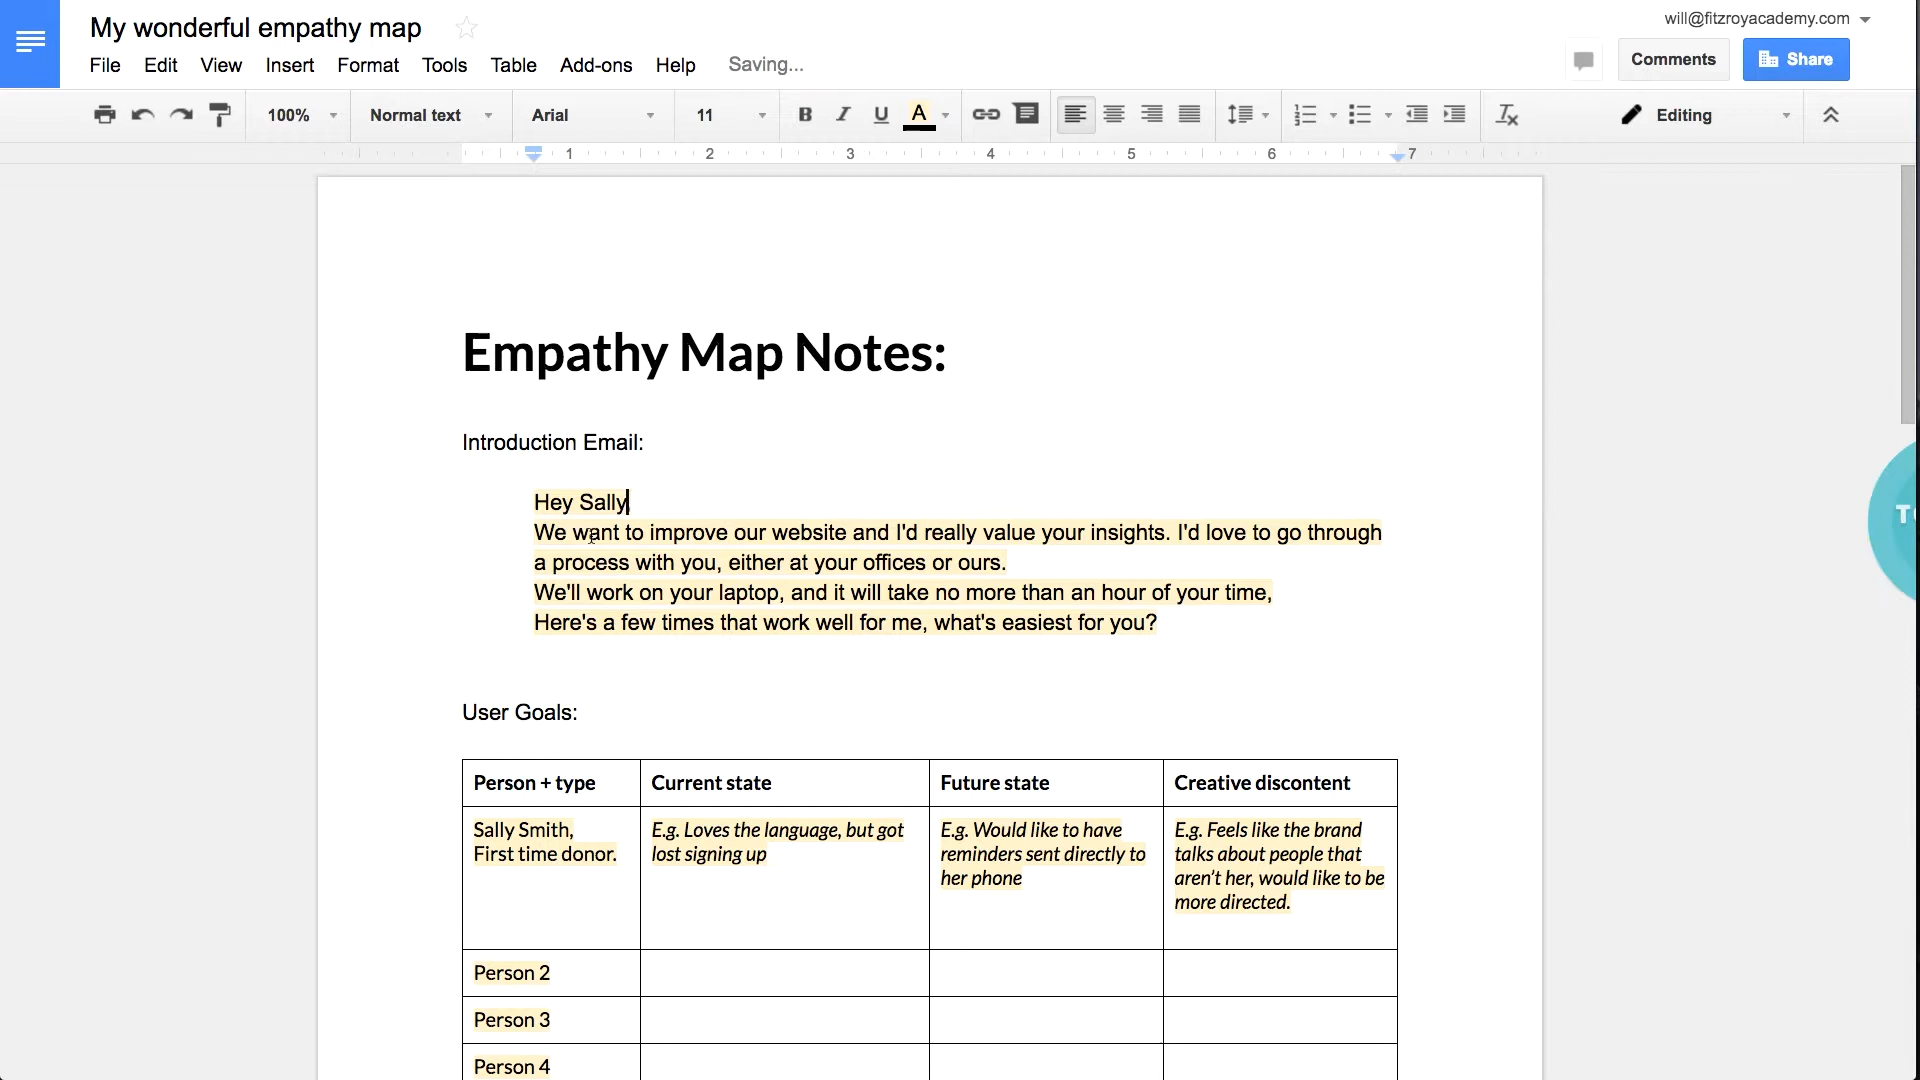 My wonderful empathy map
will@fitzroyacademy.com
File Edit View Insert Format Tools Table Add-ons Help Saving...
Comments
Share
100% Normal text Arial 11 B I U A Editing
1 2 3 4 5 6 7
Empathy Map Notes:
Introduction Email:
Hey Sally,
We want to improve our website and I'd really value your insights. I'd love to go through
a process with you, either at your offices or ours.
We'll work on your laptop, and it will take no more than an hour of your time,
Here's a few times that work well for me, what's easiest for you?
User Goals:
Person + type Current state Future state Creative discontent
Sally Smith,
First time donor.
E.g. Loves the language, but got
lost signing up
E.g. Would like to have
reminders sent directly to
her phone
E.g. Feels like the brand
talks about people that
aren't her, would like to be
more directed.
Person 2
Person 3
Person 4